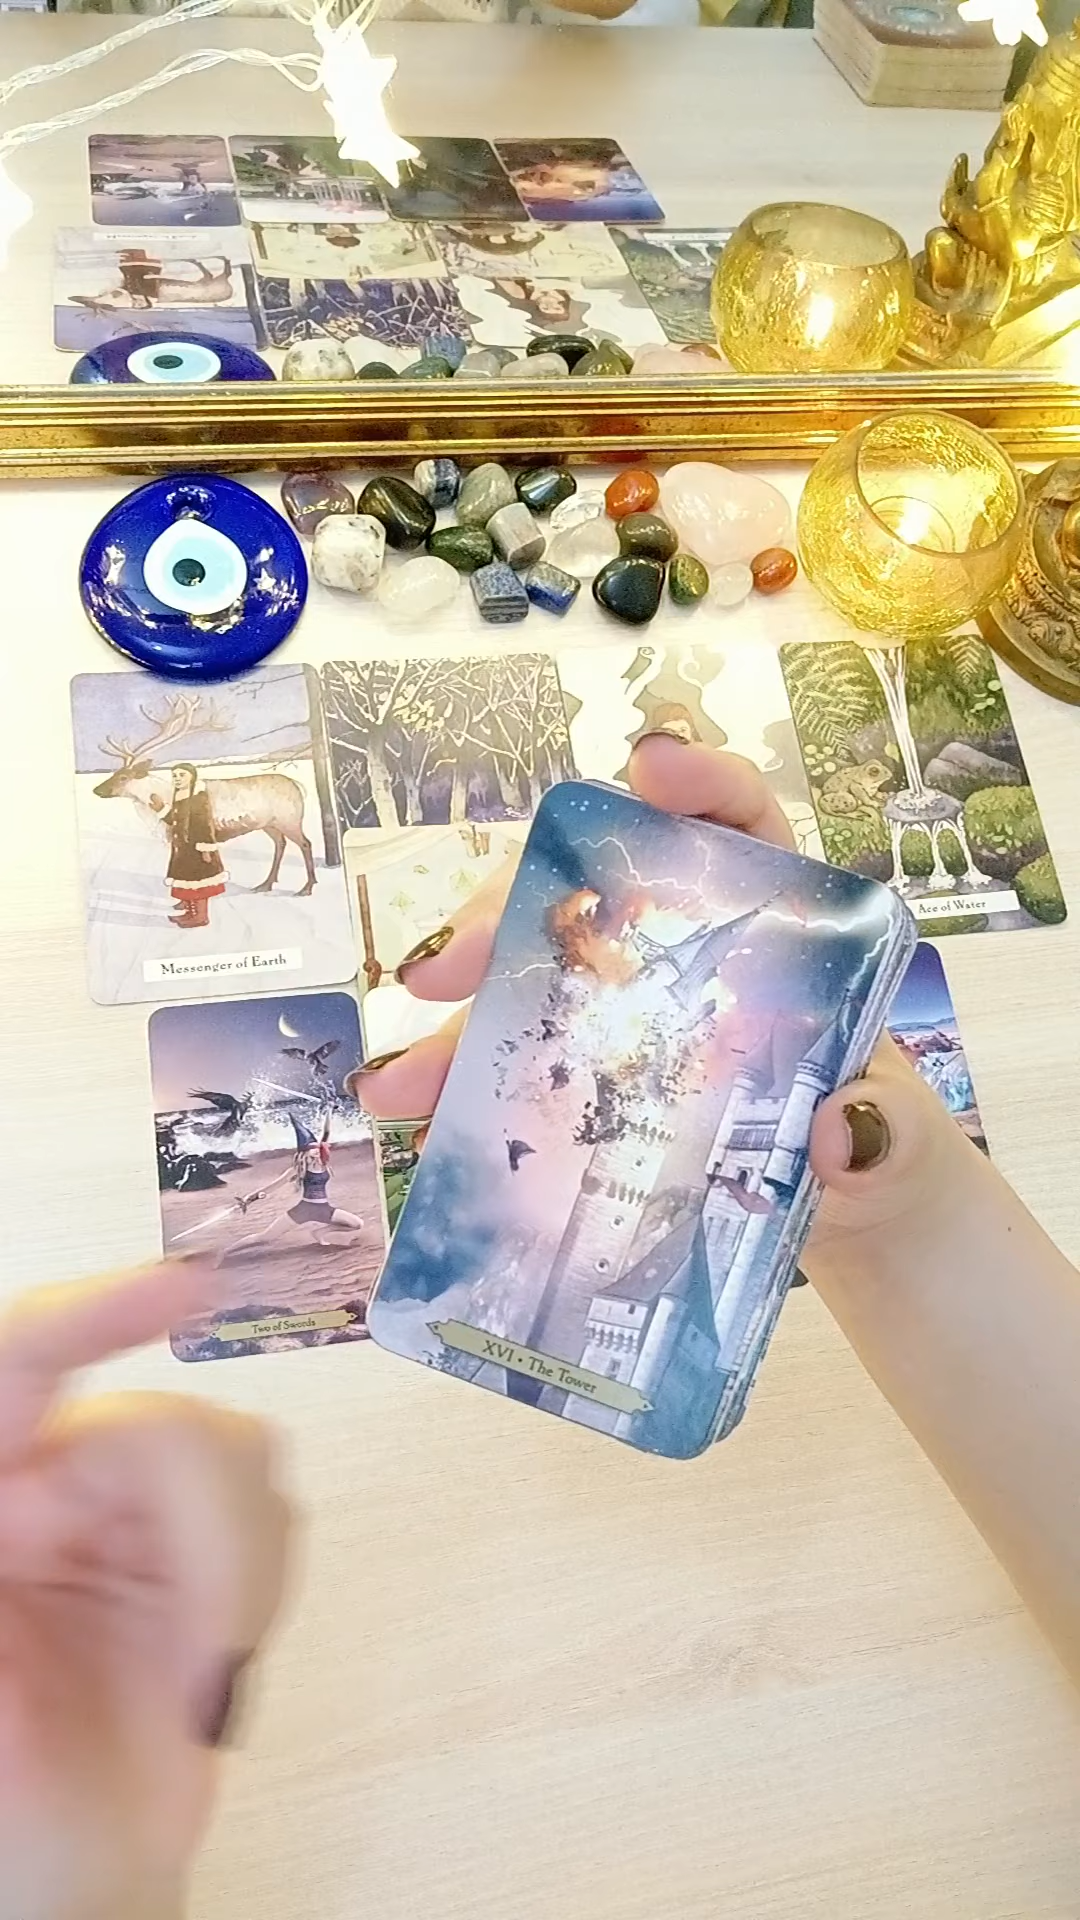 Ace of Water
Messenger of Earth
Two of Swords
XVI • The Tower